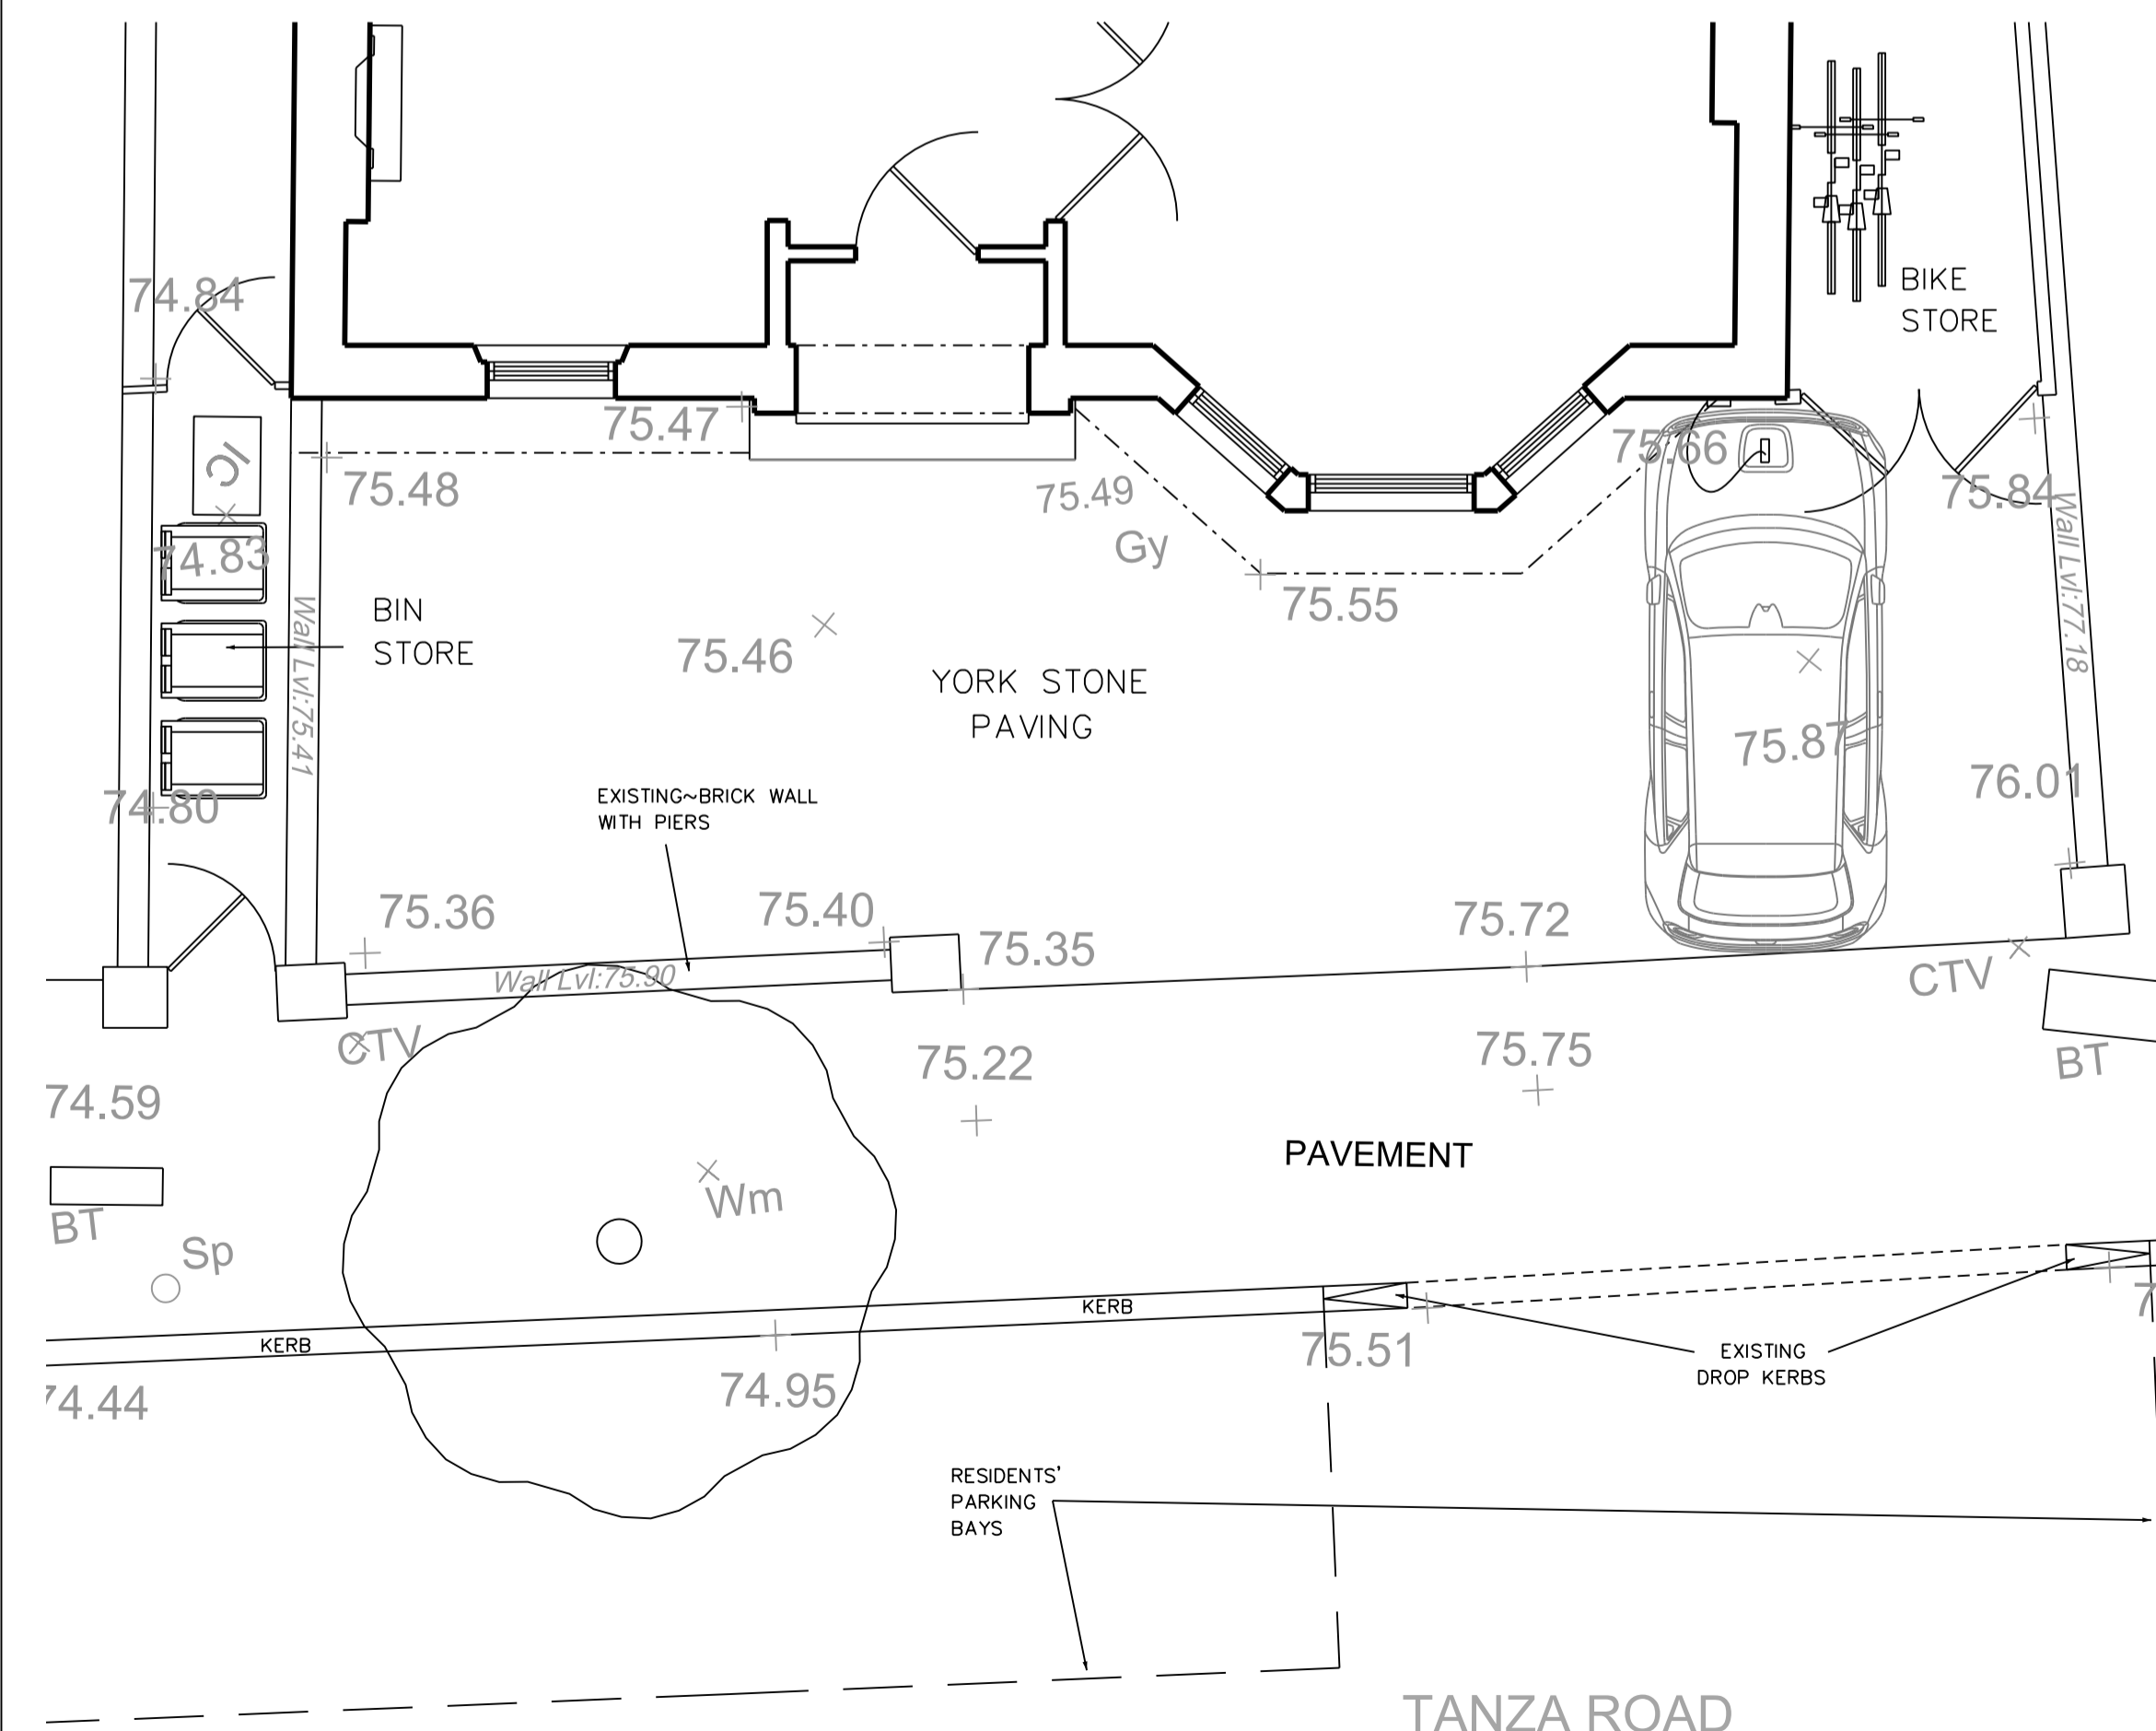 74.84
BIKE
STORE
75.47
75.66
IC
75.48
75.49
75.84
Gy
74.83
BIN
STORE
75.55
Wall Lvl:77.18
Wall Lvl:75.41
75.46
YORK STONE
PAVING
75.87
76.01
74.80
EXISTING~BRICK WALL
WITH PIERS
75.36
75.40
75.35
75.72
Wall Lvl:75.90
CTV
CTV
75.22
75.75
BT
74.59
PAVEMENT
Wm
BT
Sp
KERB
KERB
75.51
EXISTING
DROP KERBS
74.95
74.44
RESIDENTS'
PARKING
BAYS
TANZA ROAD